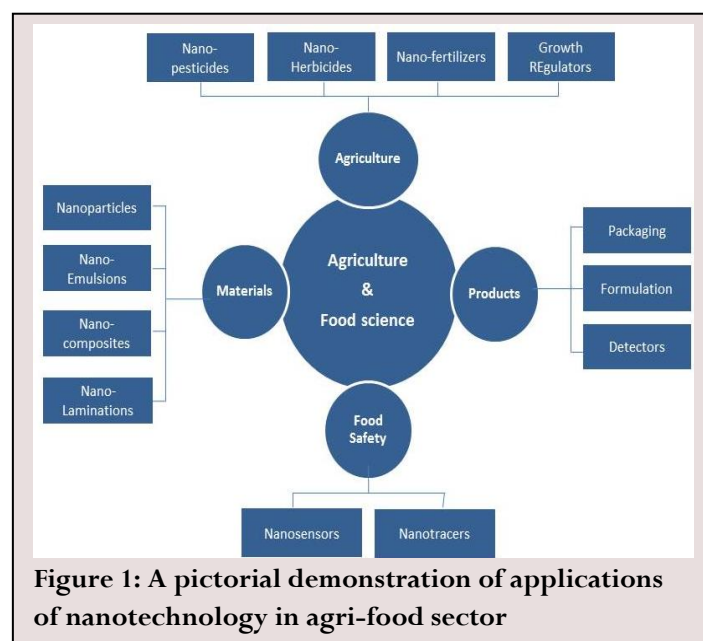 Nano-
pesticides
Nano-
Herbicides
Nano-fertilizers
Growth
REgulators
Agriculture
Nanoparticles
Nano-
Emulsions
Nano-
composites
Nano-
Laminations
Materials
Agriculture
&
Food science
Products
Packaging
Formulation
Detectors
Food
Safety
Nanosensors
Nanotracers
Figure 1: A pictorial demonstration of applications
of nanotechnology in agri-food sector